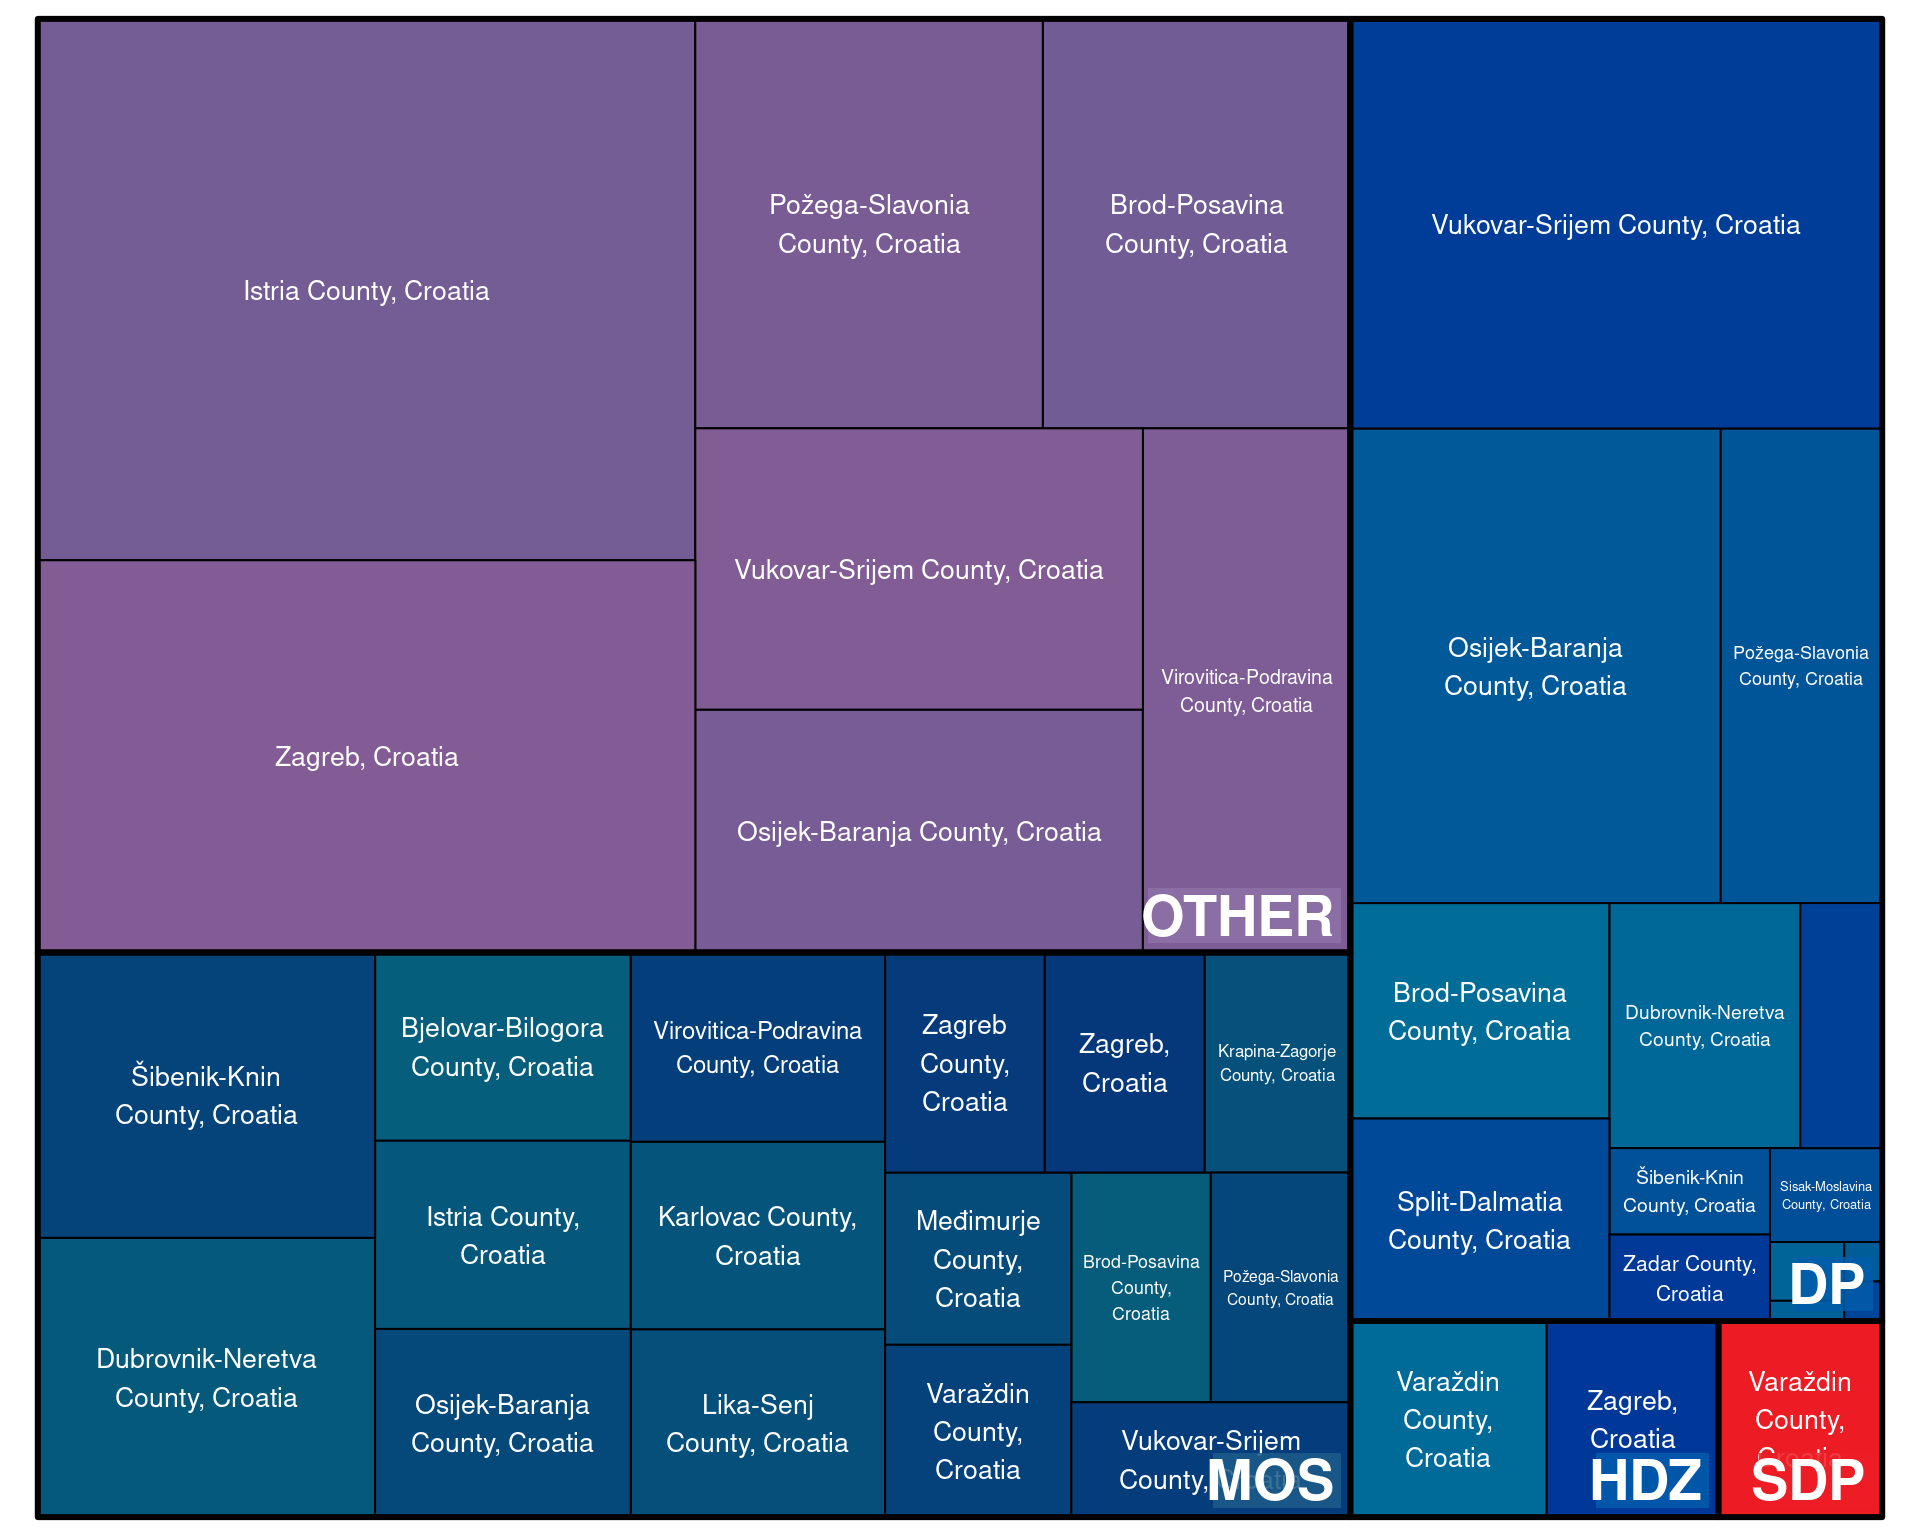 Istria County, Croatia
Zagreb, Croatia
Požega-Slavonia
County, Croatia
Brod-Posavina
County, Croatia
Vukovar-Srijem County, Croatia
Osijek-Baranja County, Croatia
Virovitica-Podravina
County, Croatia
OTHER
Šibenik-Knin
County, Croatia
Dubrovnik-Neretva
County, Croatia
Bjelovar-Bilogora
County, Croatia
Istria County,
Croatia
Osijek-Baranja
County, Croatia
Virovitica-Podravina
County, Croatia
Karlovac County,
Croatia
Lika-Senj
County, Croatia
Zagreb
County,
Croatia
Zagreb,
Croatia
Krapina-Zagorje
County, Croatia
Međimurje
County,
Croatia
Varaždin
County,
Croatia
Brod-Posavina
County,
Croatia
Požega-Slavonia
County, Croatia
Vukovar-Srijem
County, Croatia
MOS
Vukovar-Srijem County, Croatia
Osijek-Baranja
County, Croatia
Požega-Slavonia
County, Croatia
Brod-Posavina
County, Croatia
Dubrovnik-Neretva
County, Croatia
Split-Dalmatia
County, Croatia
Šibenik-Knin
County, Croatia
Sisak-Moslavina
County, Croatia
Zadar County,
Croatia
DP
Varaždin
County,
Croatia
Zagreb,
Croatia
HDZ
Varaždin
County,
Croatia
SDP